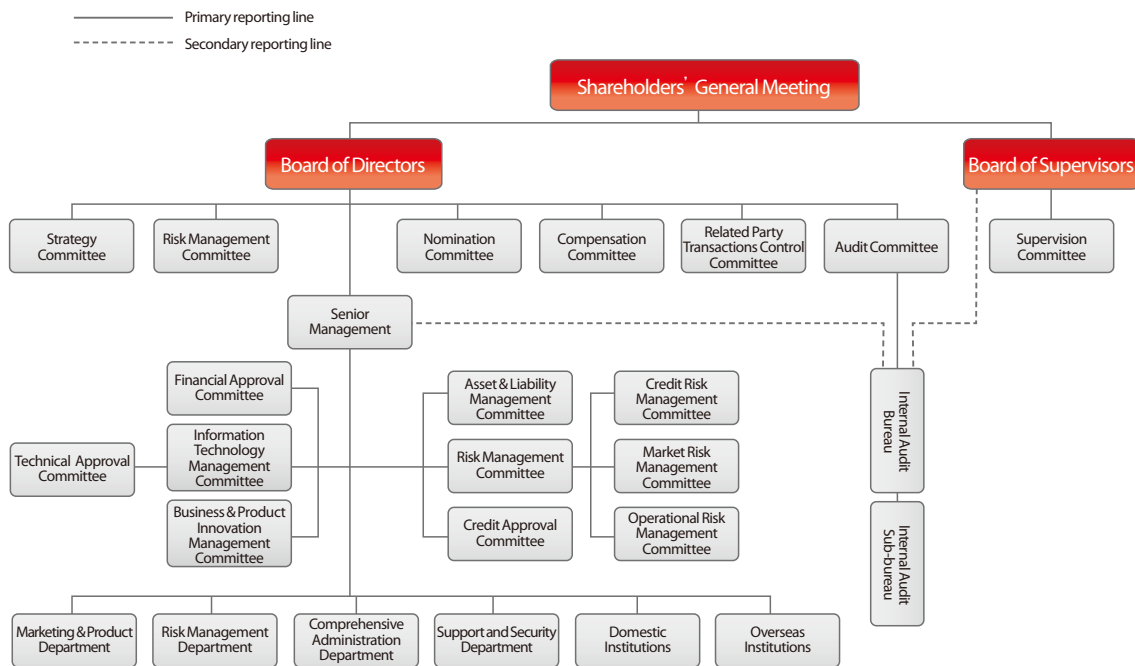 Primary reporting line
Secondary reporting line
Shareholders' General Meeting
Board of Directors
Board of Supervisors
Strategy
Committee
Risk Management
Committee
Nomination
Committee
Compensation
Committee
Related Party
Transactions Control
Committee
Audit Committee
Supervision
Committee
Senior
Management
Financial Approval
Committee
Asset & Liability
Management
Committee
Credit Risk
Management
Committee
Technical Approval
Committee
Information
Technology
Management
Committee
Risk Management
Committee
Market Risk
Management
Committee
Business & Product
Innovation
Management
Committee
Credit Approval
Committee
Operational Risk
Management
Committee
Internal Audit
Bureau
Internal Audit
Sub-bureau
Marketing & Product
Department
Risk Management
Department
Comprehensive
Administration
Department
Support and Security
Department
Domestic
Institutions
Overseas
Institutions